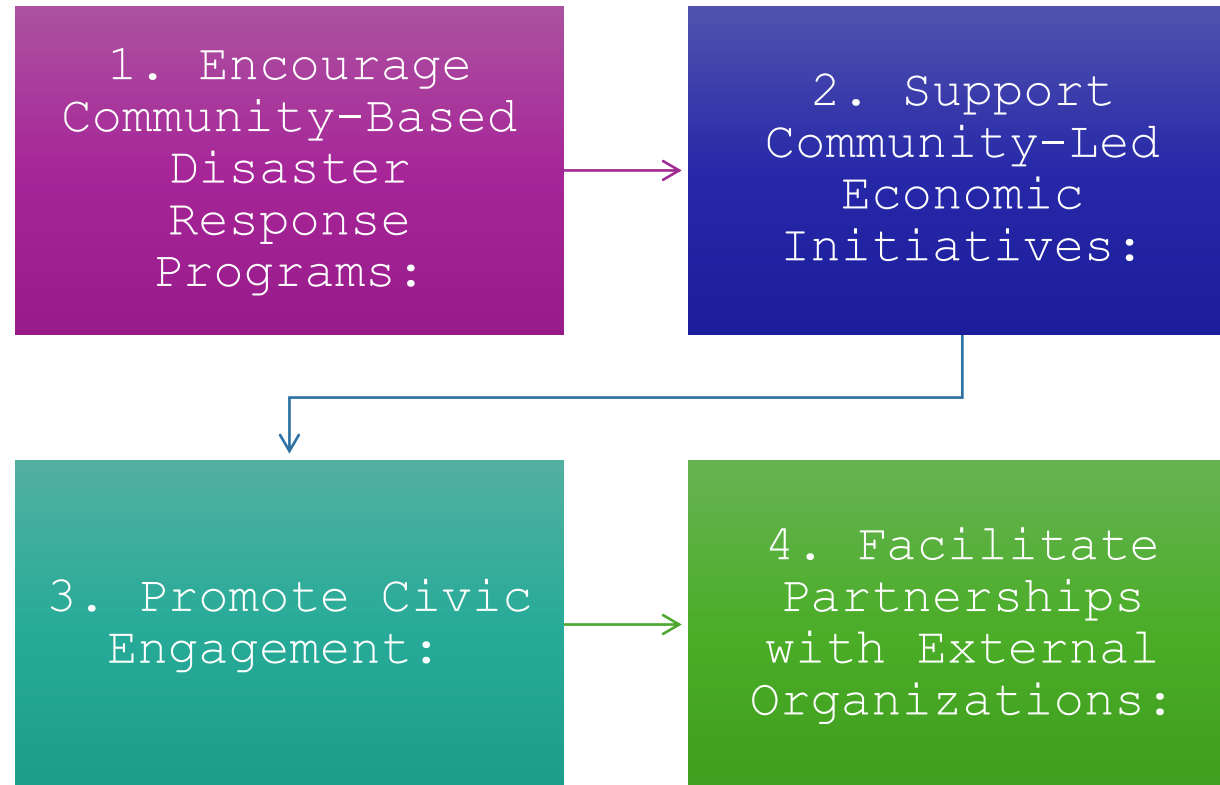 1. Encourage
Community-Based
Disaster
Response
Programs:
2. Support
Community-Led
Economic
Initiatives:
3. Promote Civic
Engagement:
4. Facilitate
Partnerships
with External
Organizations: